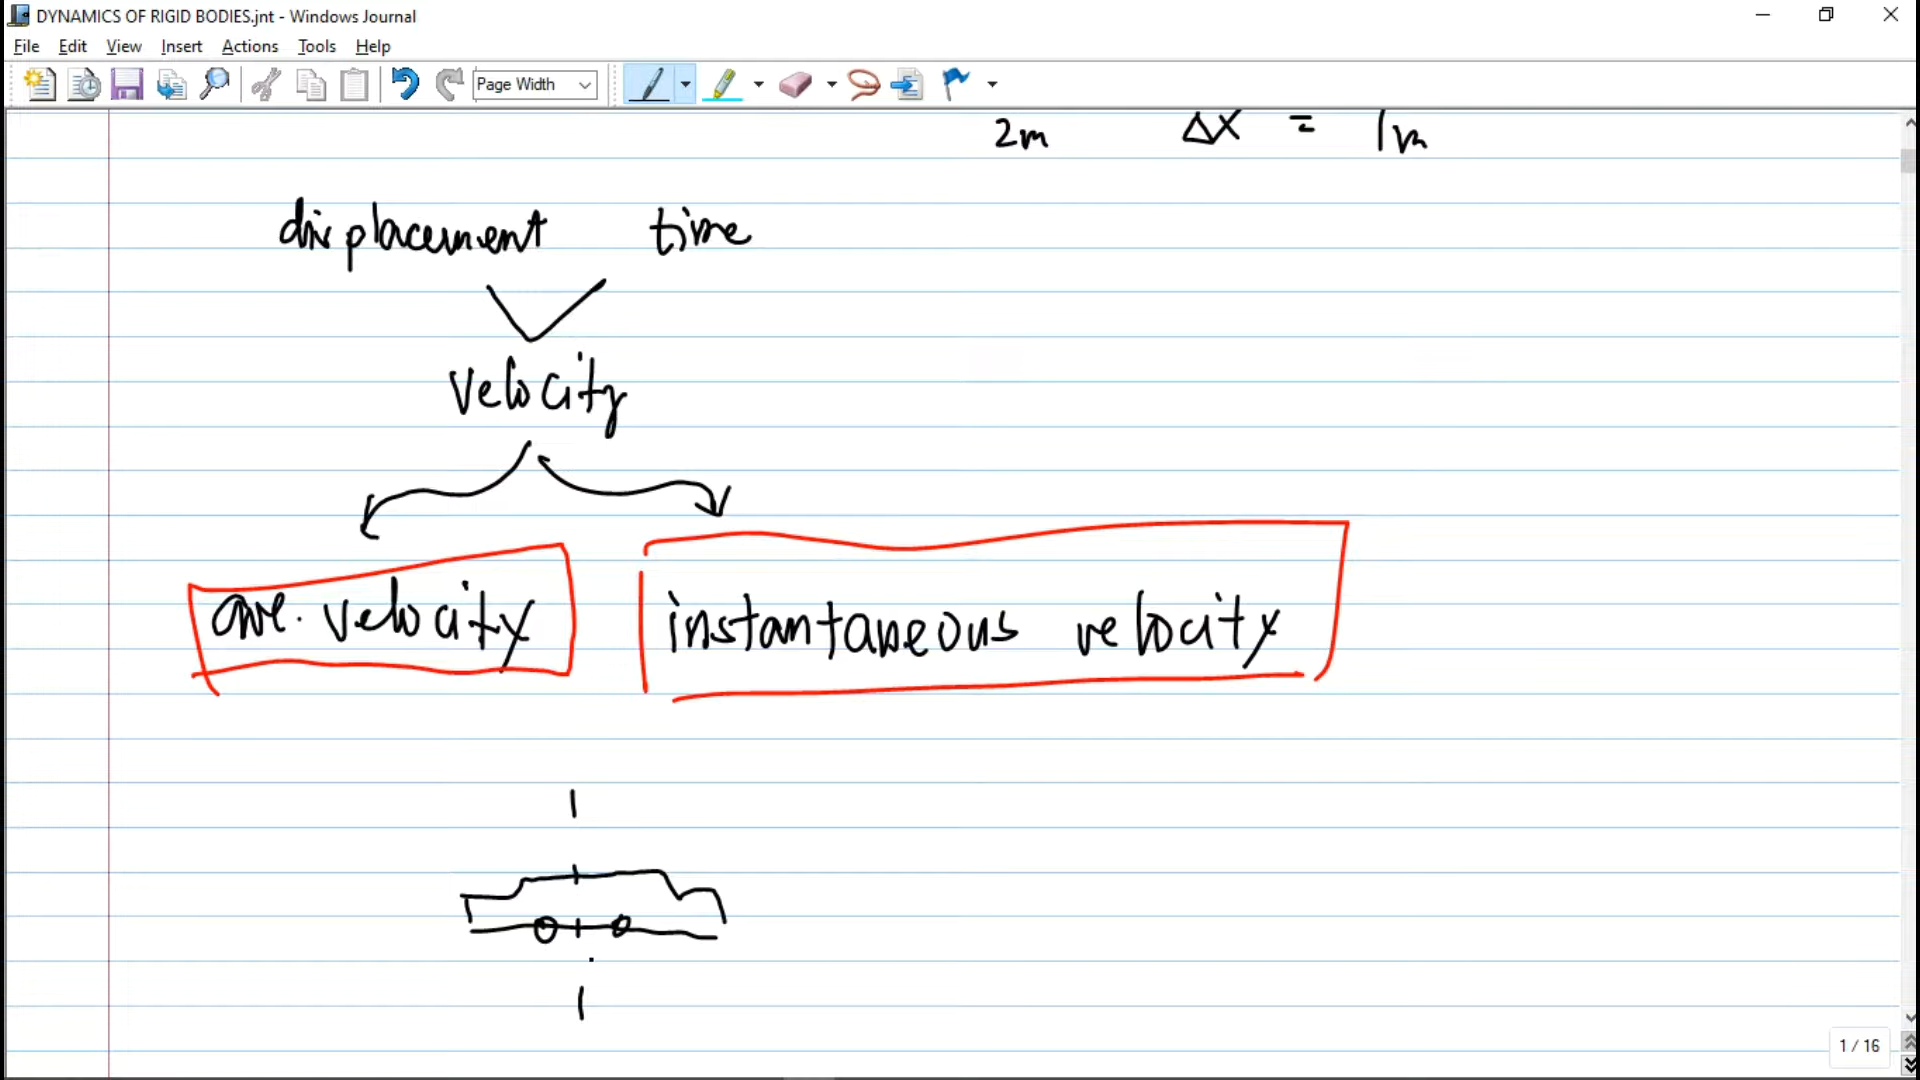 DYNAMICS OF RIGID BODIES.jnt - Windows Journal
File Edit View Insert Actions Tools Help
Page Width
2m ΔX = 1m
displacement time
velocity
ave. velocity instantaneous velocity
1 / 16